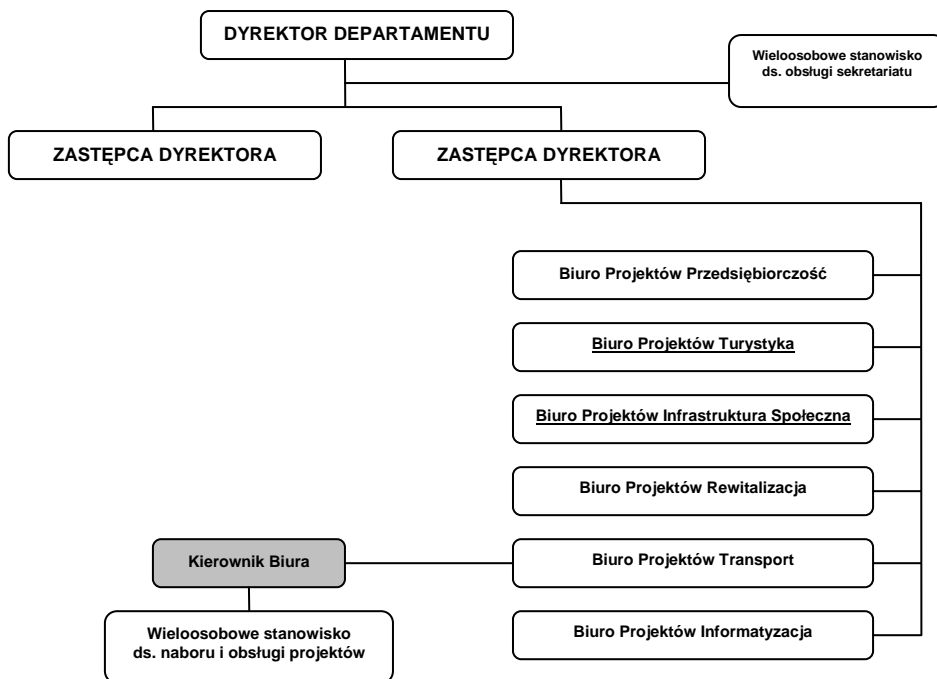 DYREKTOR DEPARTAMENTU
Wieloosobowe stanowisko
ds. obsługi sekretariatu
ZASTĘPCA DYREKTORA
ZASTĘPCA DYREKTORA
Biuro Projektów Przedsiębiorczość
Biuro Projektów Turystyka
Biuro Projektów Infrastruktura Społeczna
Biuro Projektów Rewitalizacja
Kierownik Biura
Biuro Projektów Transport
Wieloosobowe stanowisko
ds. naboru i obsługi projektów
Biuro Projektów Informatyzacja